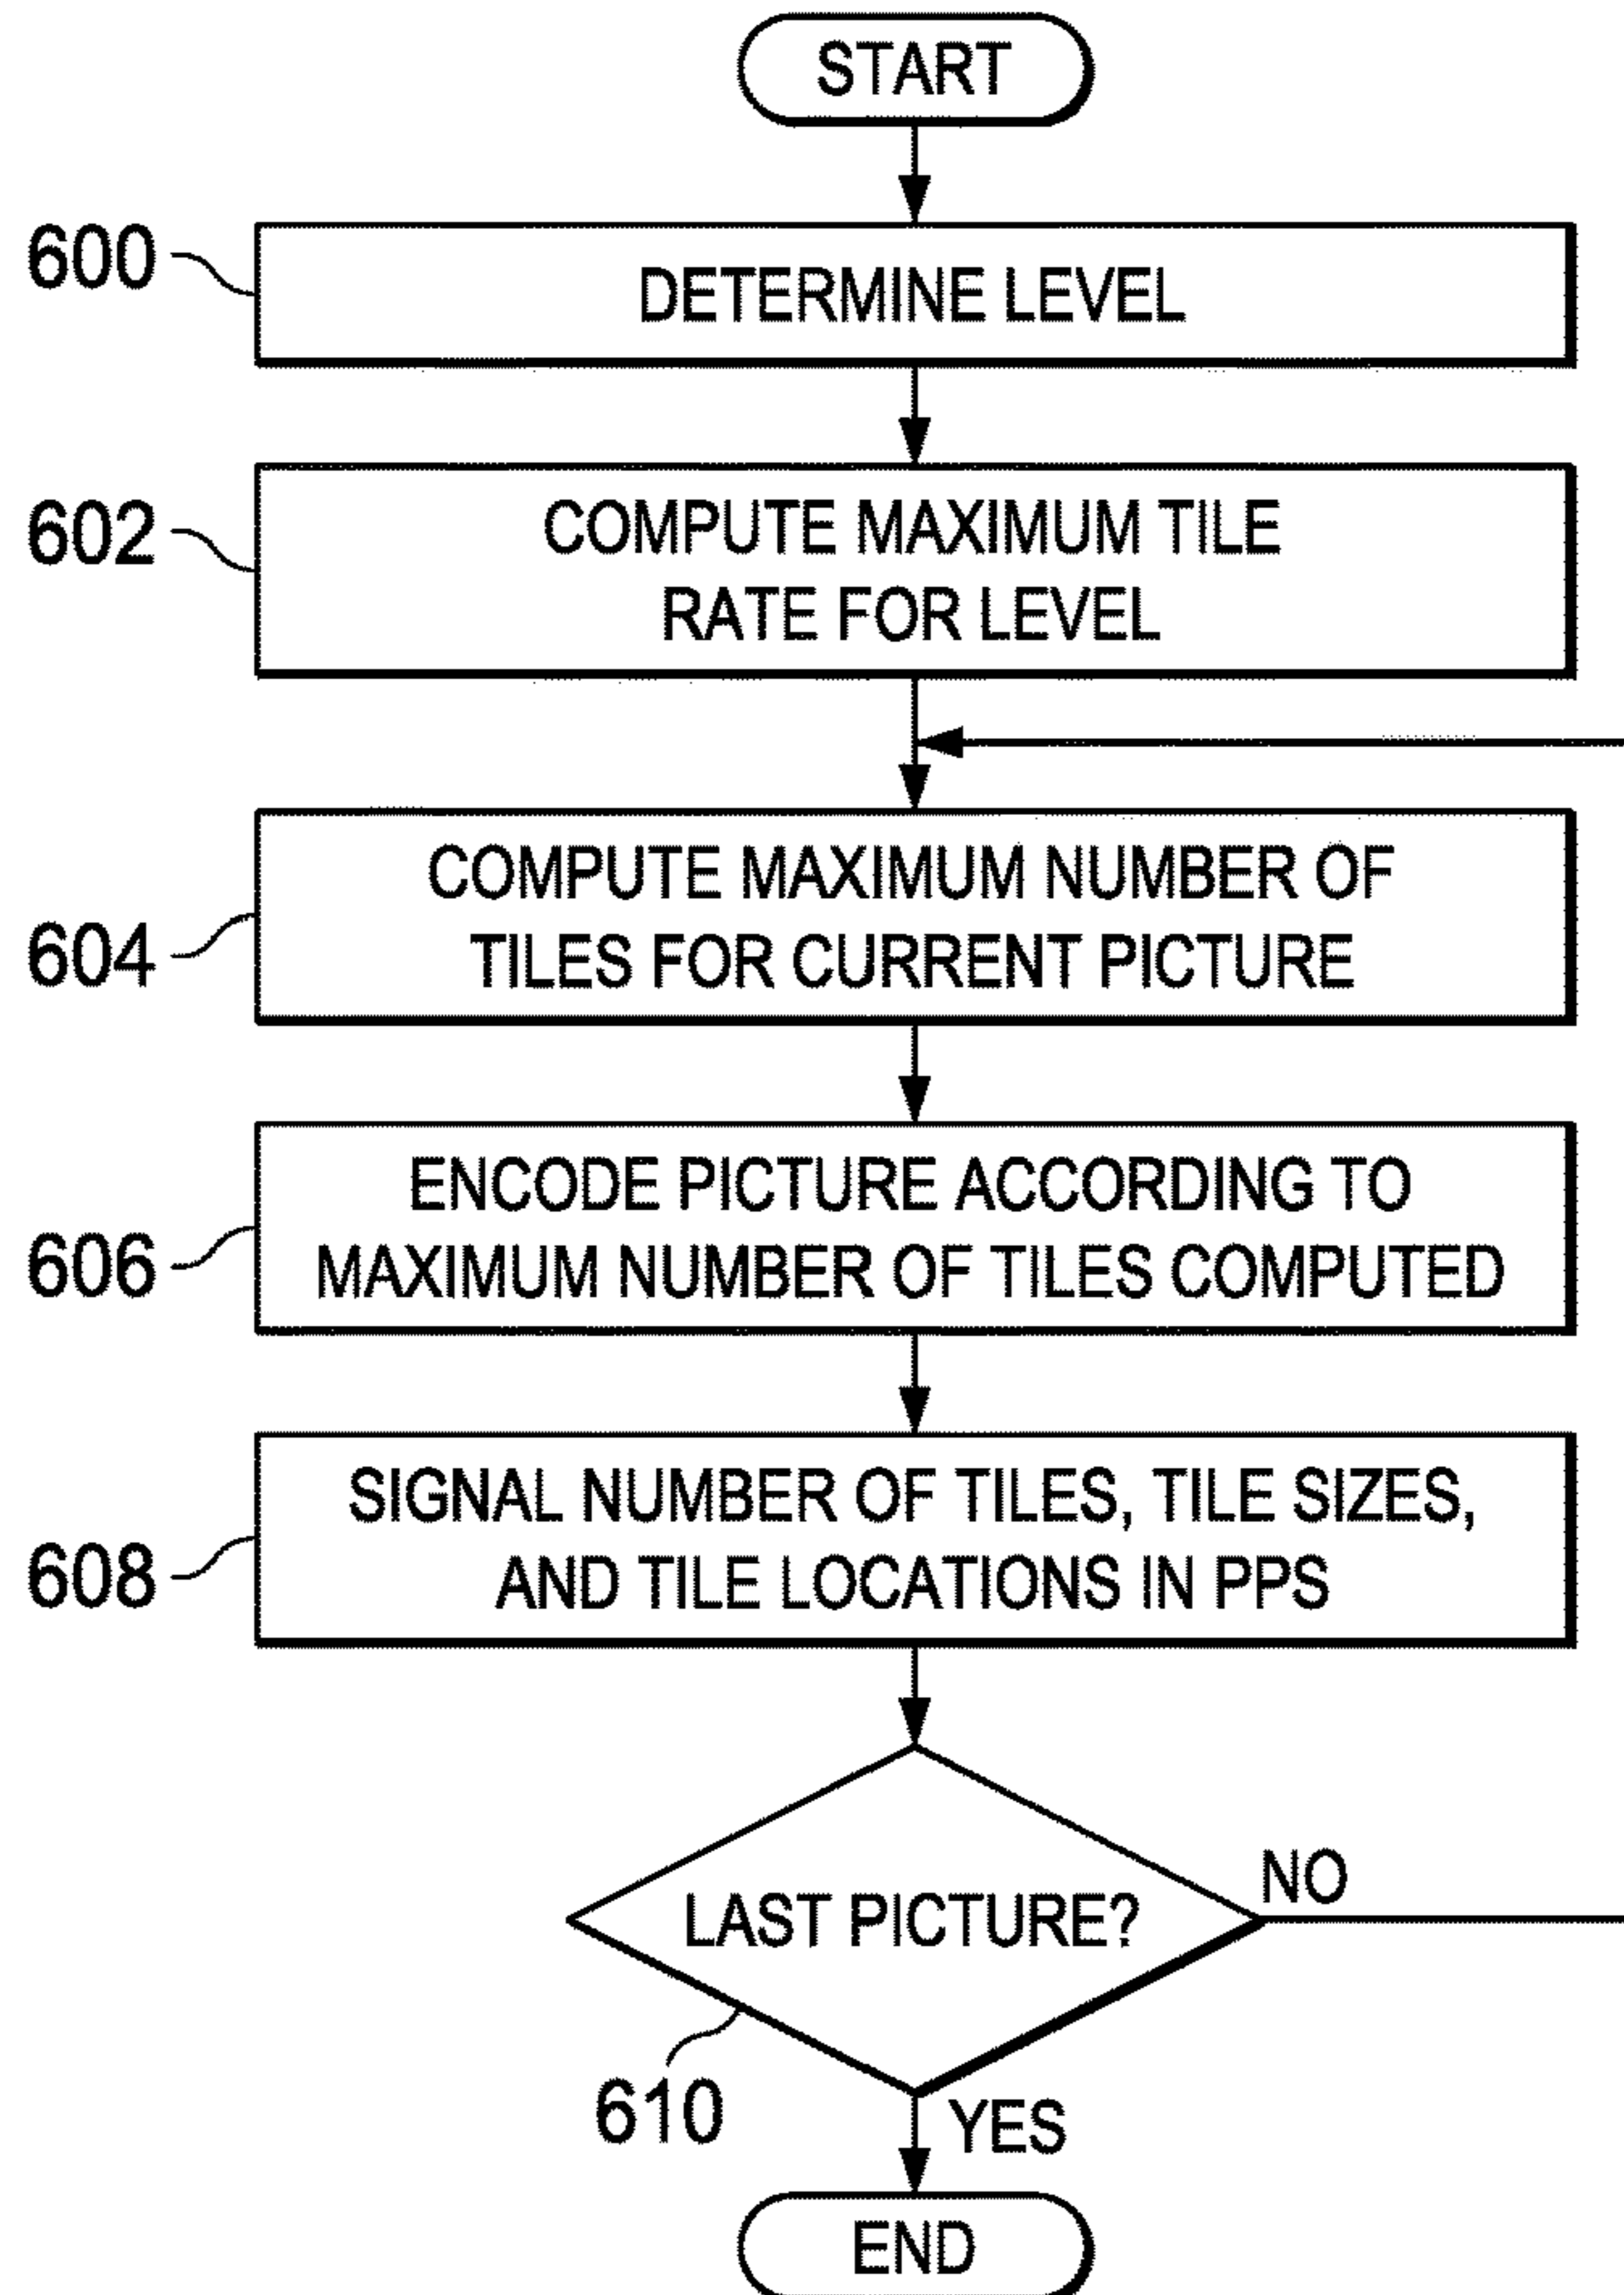 START
600
DETERMINE LEVEL
602
COMPUTE MAXIMUM TILE
RATE FOR LEVEL
604
COMPUTE MAXIMUM NUMBER OF
TILES FOR CURRENT PICTURE
606
ENCODE PICTURE ACCORDING TO
MAXIMUM NUMBER OF TILES COMPUTED
608
SIGNAL NUMBER OF TILES, TILE SIZES,
AND TILE LOCATIONS IN PPS
LAST PICTURE?
NO
610
YES
END